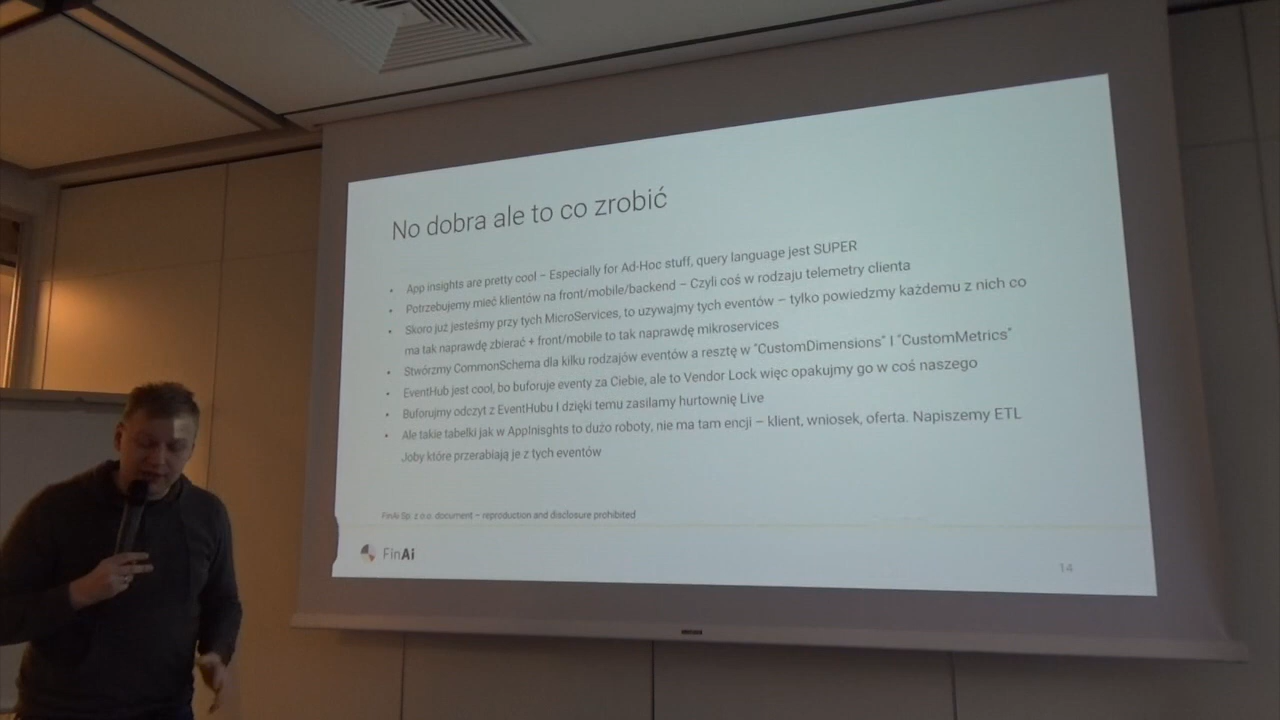 No dobra ale to co zrobić
• App insights are pretty cool – Especially for Ad-Hoc stuff, query language jest SUPER
• Potrzebujemy mieć klientów na front/mobile/backend – Czyli coś w rodzaju telemetry clienta
• Skoro już jesteśmy przy tych MicroServices, to uzywajmy tych eventów – tylko powiedzmy każdemu z nich co
ma tak naprawdę zbierać + front/mobile to tak naprawdę mikroservices
• Stwórzmy CommonSchema dla kilku rodzajów eventów a resztę w "CustomDimensions" I "CustomMetrics"
• EventHub jest cool, bo buforuje eventy za Ciebie, ale to Vendor Lock więc opakujmy go w coś naszego
• Buforujmy odczyt z EventHubu I dzięki temu zasilamy hurtownię Live
• Ale takie tabelki jak w AppInisghts to dużo roboty, nie ma tam encji – klient, wniosek, oferta. Napiszemy ETL
Joby które przerabiają je z tych eventów
FinAi Sp. z o.o. document – reproduction and disclosure prohibited
FinAi
14